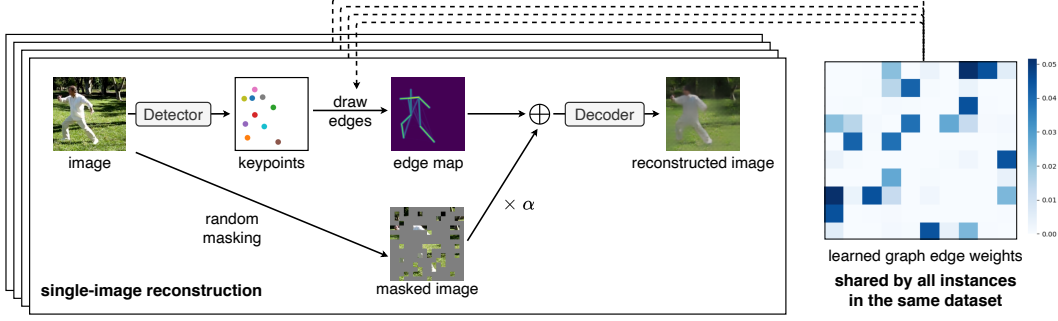 Detector
draw
edges
Decoder
image
keypoints
edge map
reconstructed image
random
masking
× α
masked image
single-image reconstruction
0.05
0.04
0.03
0.02
0.01
0.00
learned graph edge weights
shared by all instances
in the same dataset